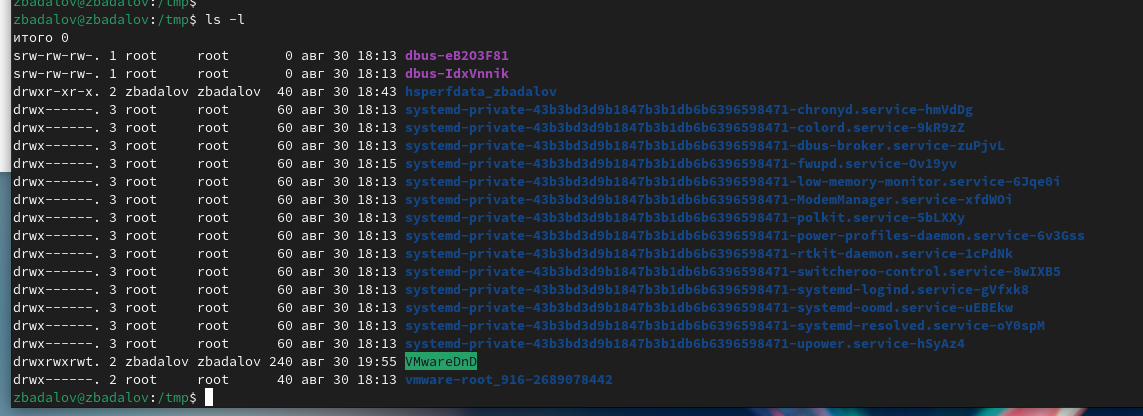 zbadalov@zbadalov:/tmp$
zbadalov@zbadalov:/tmp$ ls -l
итого 0
srw-rw-rw-. 1 root     root       0 авг 30 18:13 dbus-eB2O3F81
srw-rw-rw-. 1 root     root       0 авг 30 18:13 dbus-IdxVnnik
drwxr-xr-x. 2 zbadalov zbadalov  40 авг 30 18:43 hsperfdata_zbadalov
drwx------. 3 root     root      60 авг 30 18:13 systemd-private-43b3bd3d9b1847b3b1db6b6396598471-chronyd.service-hmVdDg
drwx------. 3 root     root      60 авг 30 18:13 systemd-private-43b3bd3d9b1847b3b1db6b6396598471-colord.service-9kR9zZ
drwx------. 3 root     root      60 авг 30 18:13 systemd-private-43b3bd3d9b1847b3b1db6b6396598471-dbus-broker.service-zuPjvL
drwx------. 3 root     root      60 авг 30 18:15 systemd-private-43b3bd3d9b1847b3b1db6b6396598471-fwupd.service-Ov19yv
drwx------. 3 root     root      60 авг 30 18:13 systemd-private-43b3bd3d9b1847b3b1db6b6396598471-low-memory-monitor.service-6Jqe0i
drwx------. 3 root     root      60 авг 30 18:13 systemd-private-43b3bd3d9b1847b3b1db6b6396598471-ModemManager.service-xfdWOi
drwx------. 3 root     root      60 авг 30 18:13 systemd-private-43b3bd3d9b1847b3b1db6b6396598471-polkit.service-5bLXXy
drwx------. 3 root     root      60 авг 30 18:13 systemd-private-43b3bd3d9b1847b3b1db6b6396598471-power-profiles-daemon.service-6v3Gss
drwx------. 3 root     root      60 авг 30 18:13 systemd-private-43b3bd3d9b1847b3b1db6b6396598471-rtkit-daemon.service-1cPdNk
drwx------. 3 root     root      60 авг 30 18:13 systemd-private-43b3bd3d9b1847b3b1db6b6396598471-switcheroo-control.service-8wIXB5
drwx------. 3 root     root      60 авг 30 18:13 systemd-private-43b3bd3d9b1847b3b1db6b6396598471-systemd-logind.service-gVfxk8
drwx------. 3 root     root      60 авг 30 18:13 systemd-private-43b3bd3d9b1847b3b1db6b6396598471-systemd-oomd.service-uEBEkw
drwx------. 3 root     root      60 авг 30 18:13 systemd-private-43b3bd3d9b1847b3b1db6b6396598471-systemd-resolved.service-oY0spM
drwx------. 3 root     root      60 авг 30 18:13 systemd-private-43b3bd3d9b1847b3b1db6b6396598471-upower.service-hSyAz4
drwxrwxrwt. 2 zbadalov zbadalov 240 авг 30 19:55 VMwareDnD
drwx------. 2 root     root      40 авг 30 18:13 vmware-root_916-2689078442
zbadalov@zbadalov:/tmp$